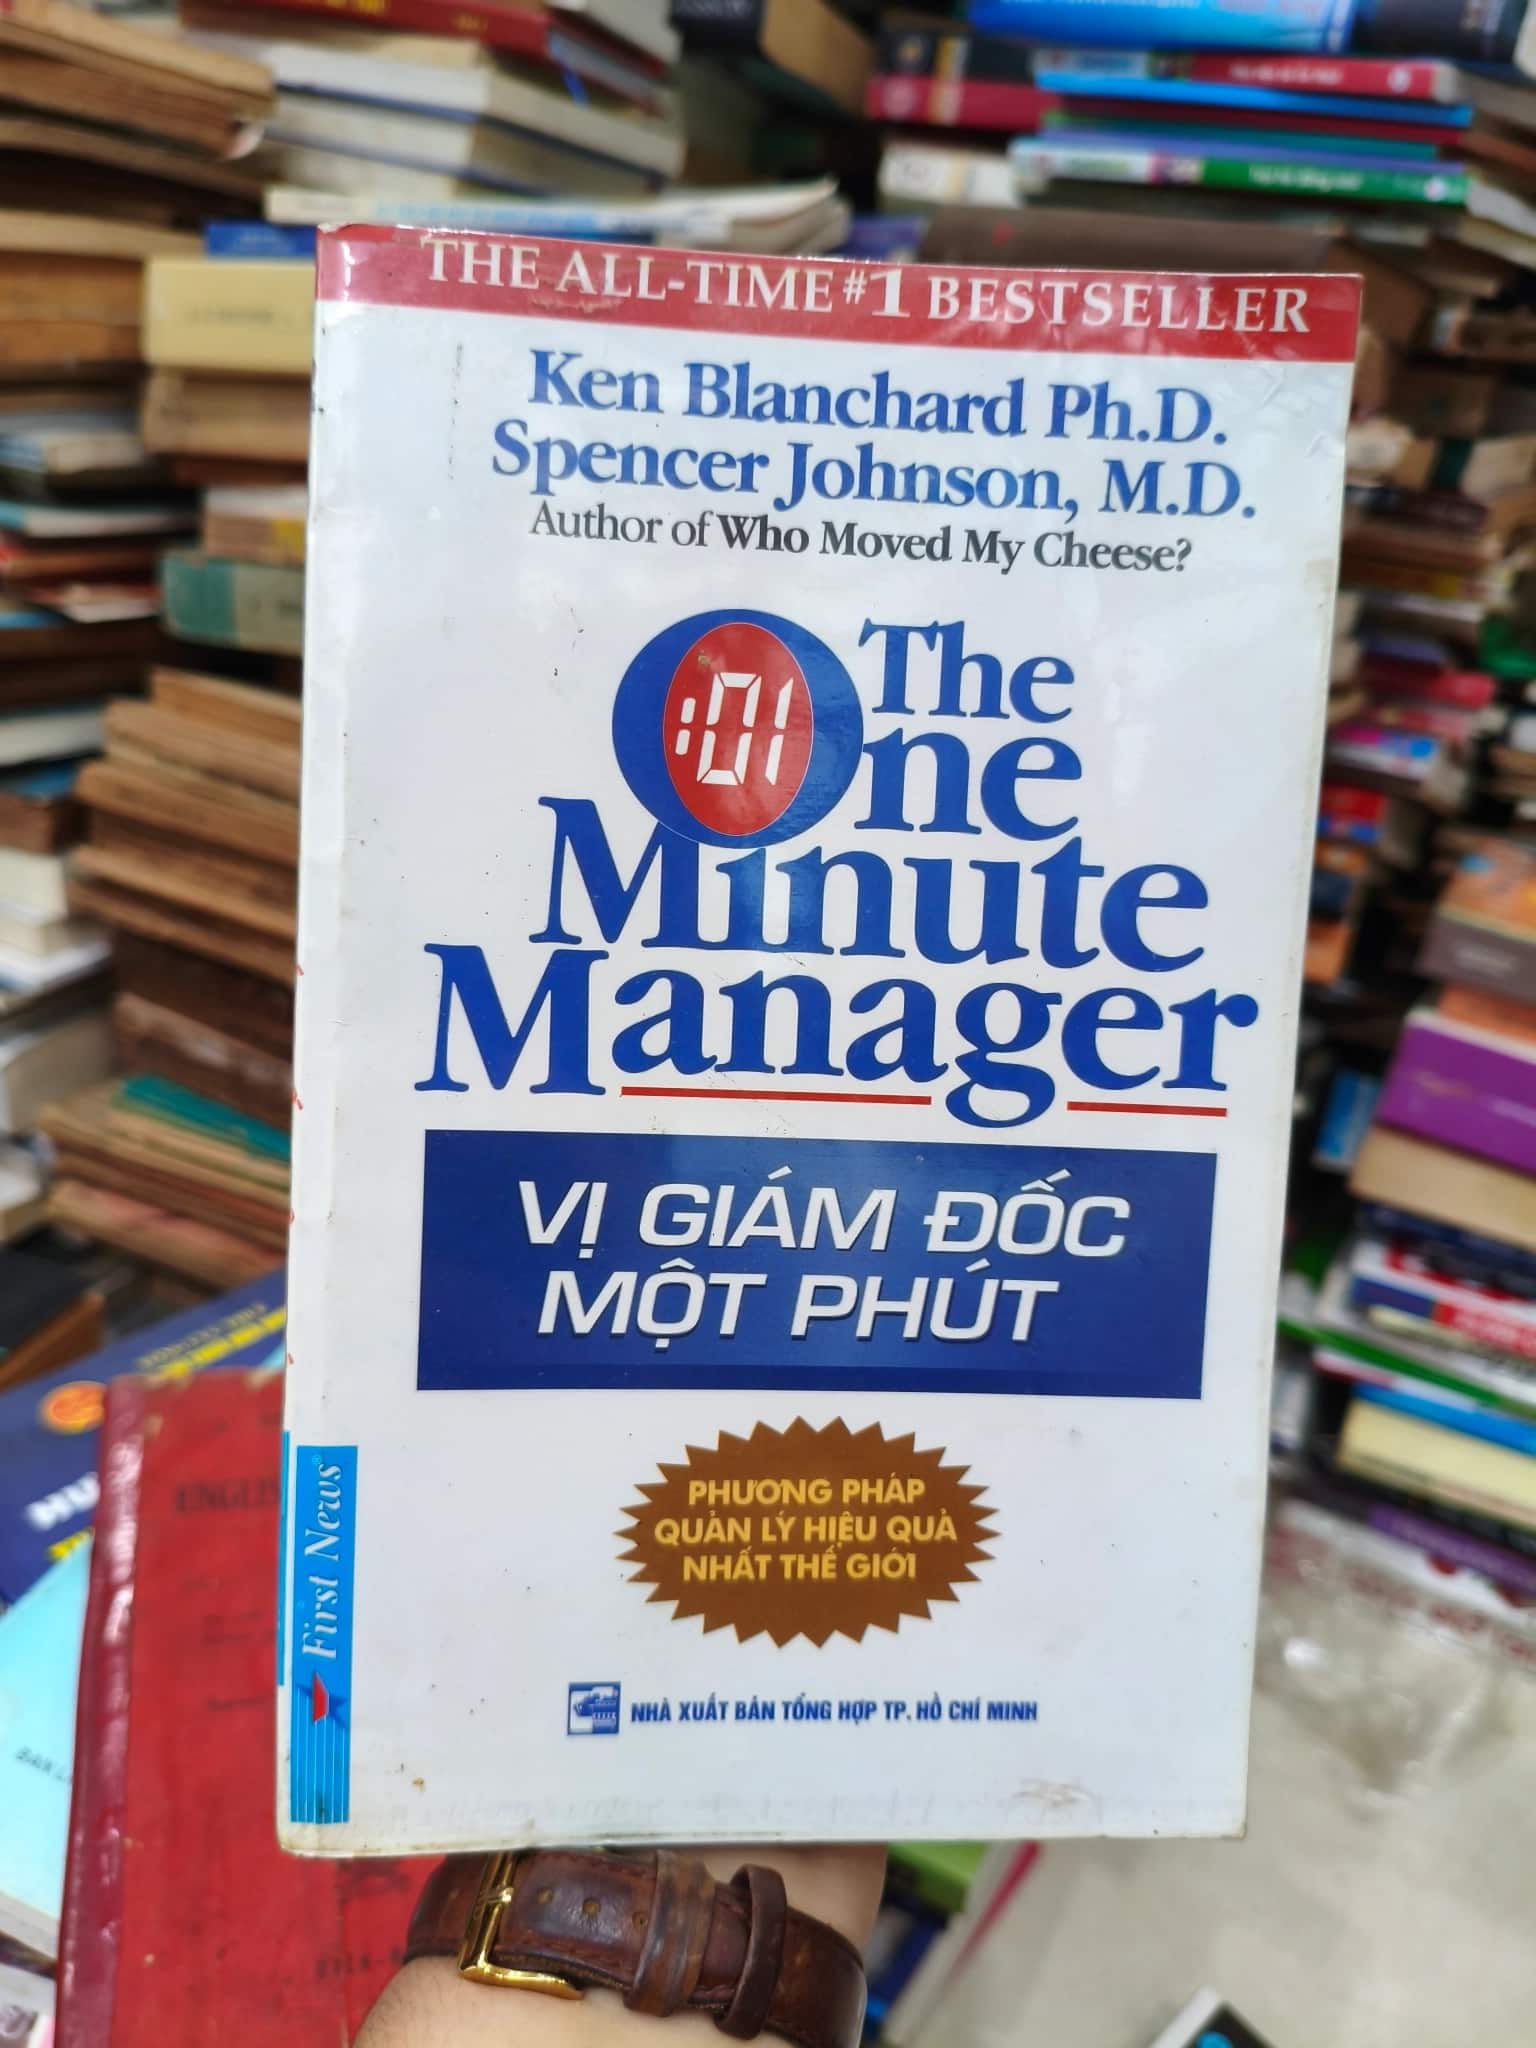 THE ALL-TIME #1 BESTSELLER
Ken Blanchard Ph.D.
Spencer Johnson, M.D.
Author of Who Moved My Cheese?
:01
The
One
Minute
Manager
VỊ GIÁM ĐỐC
MỘT PHÚT
PHƯƠNG PHÁP
QUẢN LÝ HIỆU QUẢ
NHẤT THẾ GIỚI
First News®
NHÀ XUẤT BẢN TỔNG HỢP TP. HỒ CHÍ MINH